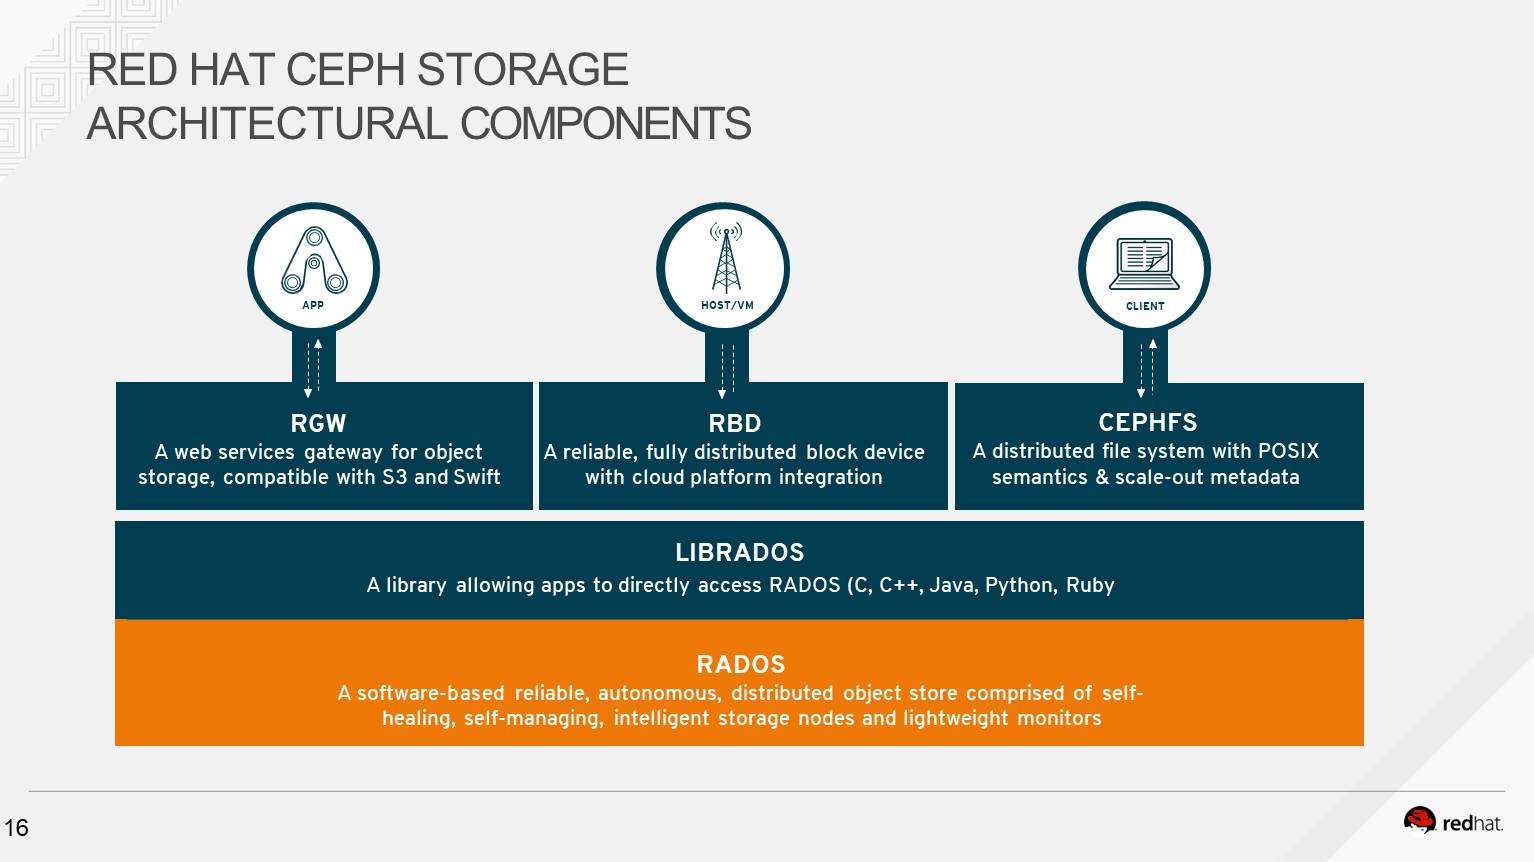 RED HAT CEPH STORAGE
ARCHITECTURAL COMPONENTS
APP
HOST/VM
CLIENT
RGW
A web services gateway for object
storage, compatible with S3 and Swift
RBD
A reliable, fully distributed block device
with cloud platform integration
CEPHFS
A distributed file system with POSIX
semantics & scale-out metadata
LIBRADOS
A library allowing apps to directly access RADOS (C, C++, Java, Python, Ruby
RADOS
A software-based reliable, autonomous, distributed object store comprised of self-
healing, self-managing, intelligent storage nodes and lightweight monitors
16
redhat.